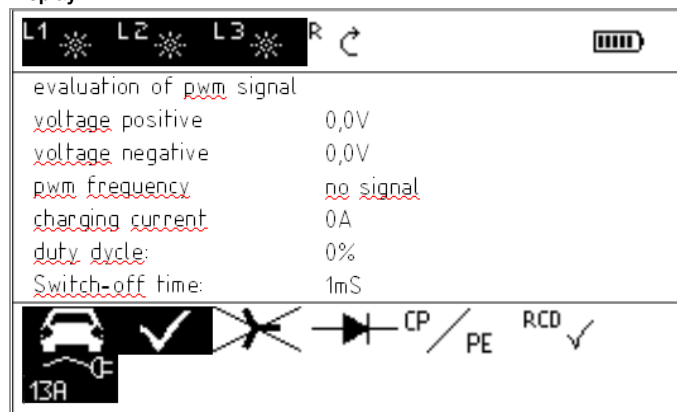 L1 L2 L3 R
evaluation of pwm signal
voltage positive 0,0V
voltage negative 0,0V
pwm frequency no signal
charging current 0A
duty dycle: 0%
Switch-off time: 1mS
CP/PE RCD
13A